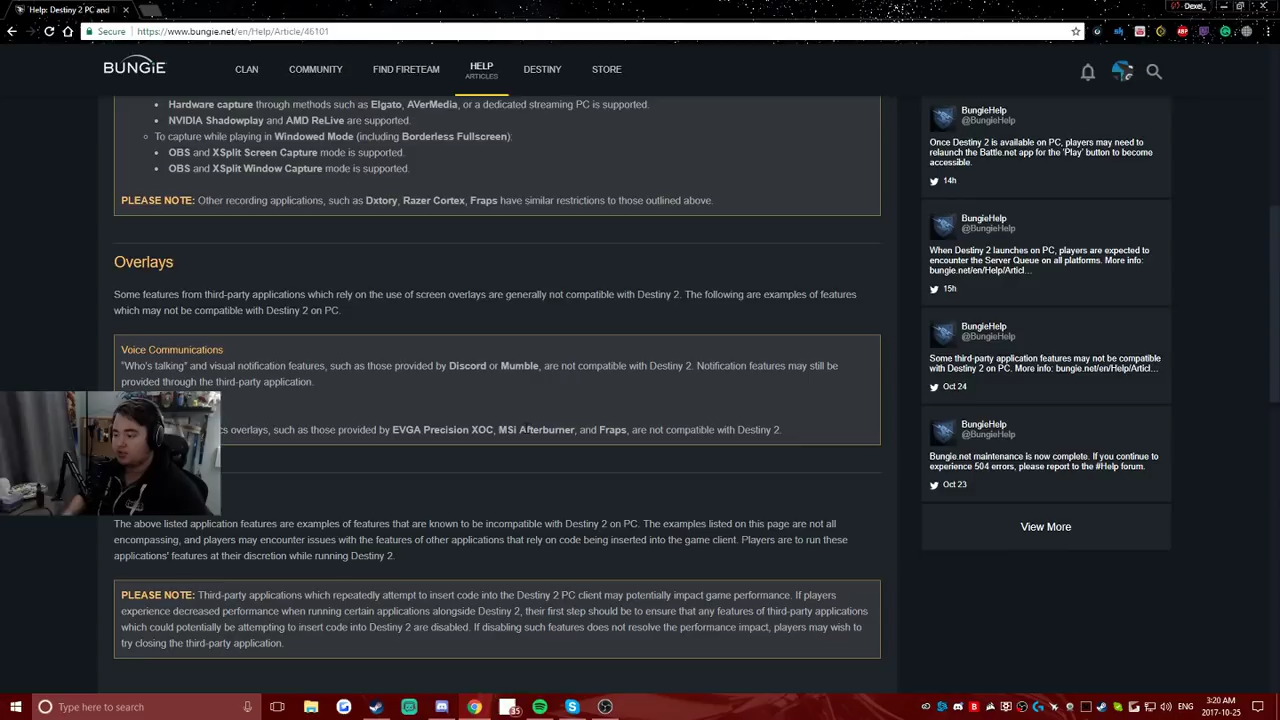 Help: Destiny 2 PC and T
Dexel_
Secure
https://www.bungie.net/en/Help/Article/46101
BUNGiE
CLAN
COMMUNITY
FIND FIRETEAM
HELP
ARTICLES
DESTINY
STORE
Hardware capture through methods such as Elgato, AVerMedia, or a dedicated streaming PC is supported.
NVIDIA Shadowplay and AMD ReLive are supported.
To capture while playing in Windowed Mode (including Borderless Fullscreen):
OBS and XSplit Screen Capture mode is supported.
OBS and XSplit Window Capture mode is supported.
PLEASE NOTE: Other recording applications, such as Dxtory, Razer Cortex, Fraps have similar restrictions to those outlined above.
Overlays
Some features from third-party applications which rely on the use of screen overlays are generally not compatible with Destiny 2. The following are examples of features
which may not be compatible with Destiny 2 on PC.
Voice Communications
"Who's talking" and visual notification features, such as those provided by Discord or Mumble, are not compatible with Destiny 2. Notification features may still be
provided through the third-party application.
cs overlays, such as those provided by EVGA Precision XOC, MSi Afterburner, and Fraps, are not compatible with Destiny 2.
The above listed application features are examples of features that are known to be incompatible with Destiny 2 on PC. The examples listed on this page are not all
encompassing, and players may encounter issues with the features of other applications that rely on code being inserted into the game client. Players are to run these
applications' features at their discretion while running Destiny 2.
PLEASE NOTE: Third-party applications which repeatedly attempt to insert code into the Destiny 2 PC client may potentially impact game performance. If players
experience decreased performance when running certain applications alongside Destiny 2, their first step should be to ensure that any features of third-party applications
which could potentially be attempting to insert code into Destiny 2 are disabled. If disabling such features does not resolve the performance impact, players may wish to
try closing the third-party application.
BungieHelp
@BungieHelp
Once Destiny 2 is available on PC, players may need to
relaunch the Battle.net app for the 'Play' button to become
accessible.
14h
BungieHelp
@BungieHelp
When Destiny 2 launches on PC, players are expected to
encounter the Server Queue on all platforms. More info:
bungie.net/en/Help/Articl...
15h
BungieHelp
@BungieHelp
Some third-party application features may not be compatible
with Destiny 2 on PC. More info: bungie.net/en/Help/Artic...
Oct 24
BungieHelp
@BungieHelp
Bungie.net maintenance is now complete. If you continue to
experience 504 errors, please report to the #Help forum.
Oct 23
View More
Type here to search
ENG
3:20 AM
2017-10-25